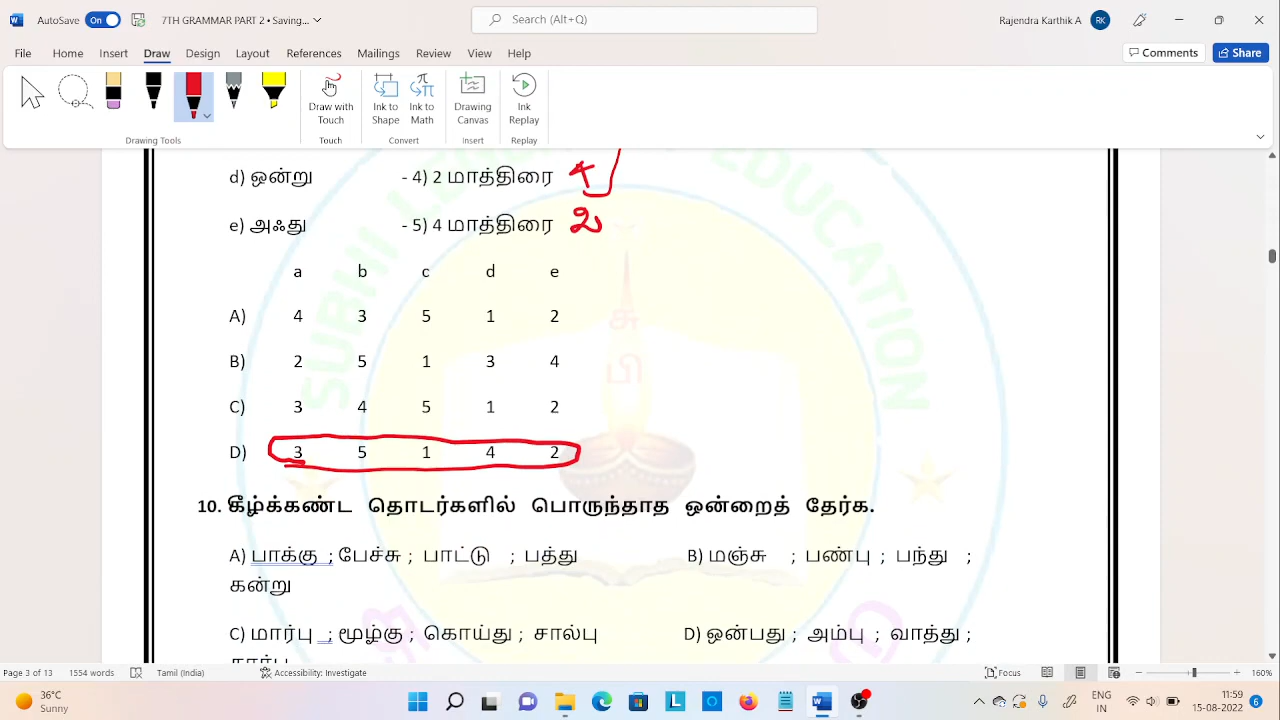 AutoSave On 7TH GRAMMAR PART 2 • Saving... Search (Alt+Q) Rajendra Karthik A RK
File Home Insert Draw Design Layout References Mailings Review View Help Comments Share
Draw with Touch Ink to Shape Ink to Math Drawing Canvas Ink Replay
Drawing Tools Touch Convert Insert Replay
d) ஒன்று - 4) 2 மாத்திரை 4
e) அஃது - 5) 4 மாத்திரை 2
a b c d e
A) 4 3 5 1 2
B) 2 5 1 3 4
C) 3 4 5 1 2
D) 3 5 1 4 2
10. கீழ்க்கண்ட தொடர்களில் பொருந்தாத ஒன்றைத் தேர்க.
A) பாக்கு ; பேச்சு ; பாட்டு ; பத்து B) மஞ்சு ; பண்பு ; பந்து ;
கன்று
C) மார்பு ; மூழ்கு ; கொய்து ; சால்பு D) ஒன்பது ; அம்பு ; வாத்து ;
SUBHI EDUCATION
சு
பி
Page 3 of 13 1554 words Tamil (India) Accessibility: Investigate Focus 160%
36°C
Sunny
ENG
IN
11:59
15-08-2022
6